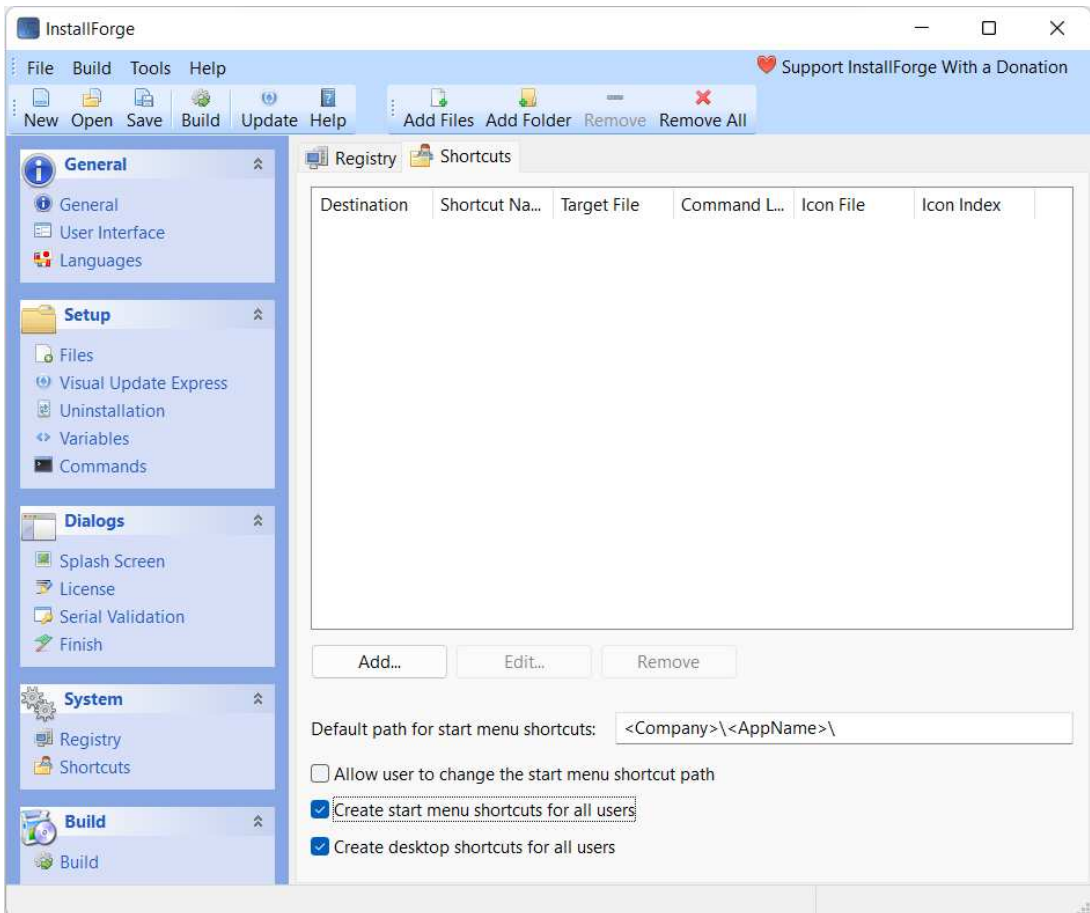 InstallForge
File Build Tools Help
Support InstallForge With a Donation
New Open Save Build Update Help Add Files Add Folder Remove Remove All
General
General
User Interface
Languages
Setup
Files
Visual Update Express
Uninstallation
Variables
Commands
Dialogs
Splash Screen
License
Serial Validation
Finish
System
Registry
Shortcuts
Build
Build
Registry Shortcuts
Destination Shortcut Na... Target File Command L... Icon File Icon Index
Add... Edit... Remove
Default path for start menu shortcuts: <Company>\<AppName>\
Allow user to change the start menu shortcut path
Create start menu shortcuts for all users
Create desktop shortcuts for all users